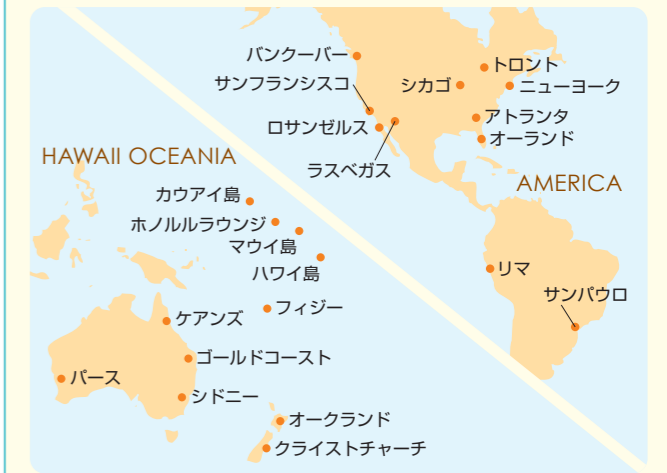 バンクーバー
サンフランシスコ
ロサンゼルス
ラスベガス
シカゴ
トロント
ニューヨーク
アトランタ
オーランド
AMERICA
リマ
サンパウロ
HAWAII OCEANIA
カウアイ島
ホノルルラウンジ
マウイ島
ハワイ島
フィジー
ケアンズ
ゴールドコースト
パース
シドニー
オークランド
クライストチャーチ